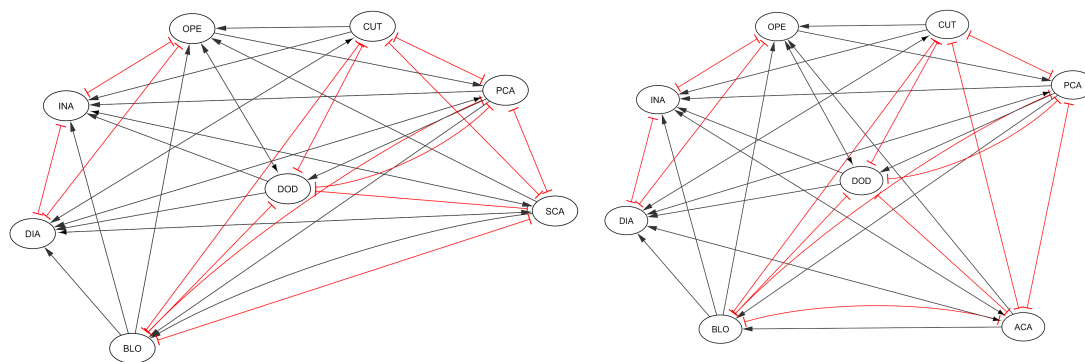 OPE
CUT
PCA
INA
DOD
SCA
DIA
BLO
OPE
CUT
PCA
INA
DOD
DIA
BLO
ACA